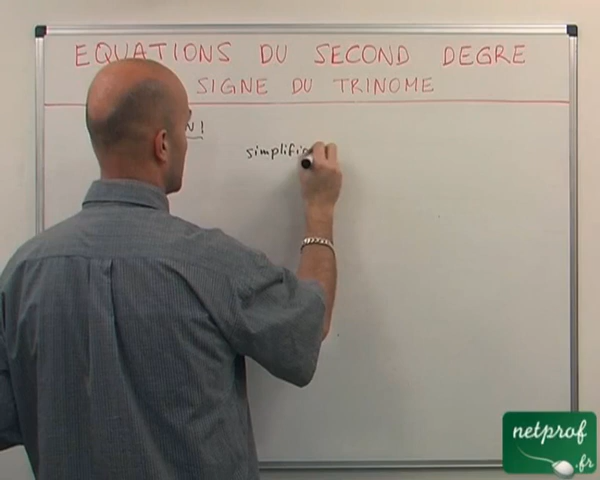 EQUATIONS DU SECOND DEGRE
SIGNE DU TRINOME
N !
simplifi
netprof
.fr